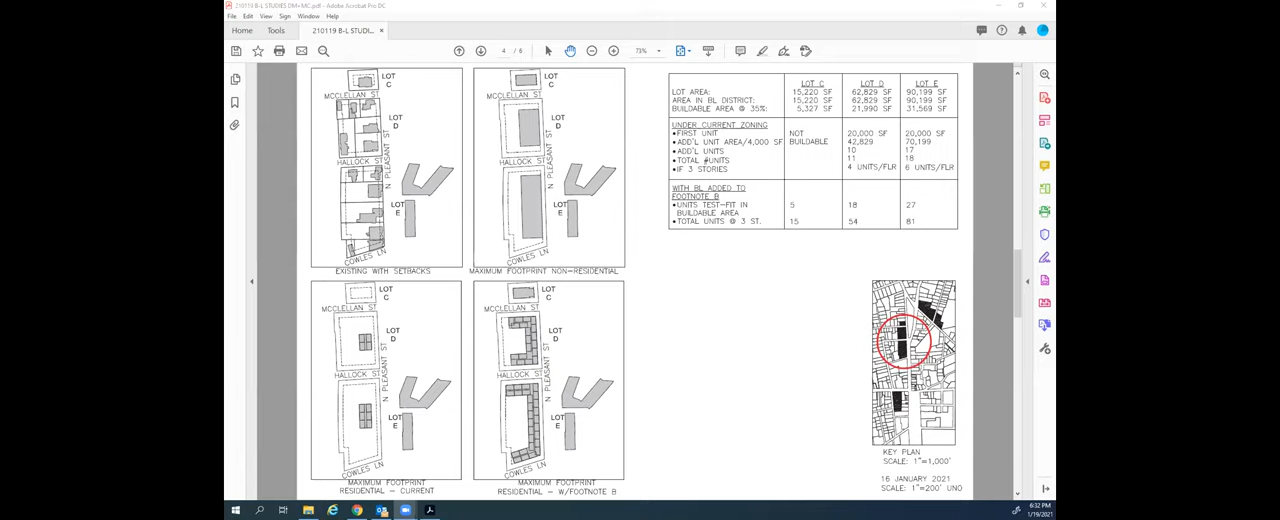 210119 B-L STUDIES DM+MC.pdf - Adobe Acrobat Pro DC
File Edit View Sign Window Help
Home Tools 210119 B-L STUDI... ×
4 / 6 73%
LOT C
MCCLELLAN ST
LOT D
HALLOCK ST
N PLEASANT ST
LOT E
COWLES LN
EXISTING WITH SETBACKS
LOT C
MCCLELLAN ST
LOT D
HALLOCK ST
N PLEASANT ST
LOT E
COWLES LN
MAXIMUM FOOTPRINT NON-RESIDENTIAL
LOT C LOT D LOT E
LOT AREA: 15,220 SF 62,829 SF 90,199 SF
AREA IN BL DISTRICT: 15,220 SF 62,829 SF 90,199 SF
BUILDABLE AREA @ 35%: 5,327 SF 21,990 SF 31,569 SF
UNDER CURRENT ZONING
•FIRST UNIT NOT 20,000 SF 20,000 SF
•ADD'L UNIT AREA/4,000 SF BUILDABLE 42,829 70,199
•ADD'L UNITS 10 17
•TOTAL #UNITS 11 18
•IF 3 STORIES 4 UNITS/FLR 6 UNITS/FLR
WITH BL ADDED TO
FOOTNOTE B
•UNITS TEST-FIT IN 5 18 27
BUILDABLE AREA
•TOTAL UNITS @ 3 ST. 15 54 81
LOT C
MCCLELLAN ST
LOT D
HALLOCK ST
N PLEASANT ST
LOT E
COWLES LN
MAXIMUM FOOTPRINT
RESIDENTIAL - CURRENT
LOT C
MCCLELLAN ST
LOT D
HALLOCK ST
N PLEASANT ST
LOT E
COWLES LN
MAXIMUM FOOTPRINT
RESIDENTIAL - W/FOOTNOTE B
KEY PLAN
SCALE: 1"=1,000'
16 JANUARY 2021
SCALE: 1"=200' UNO
6:32 PM
1/19/2021